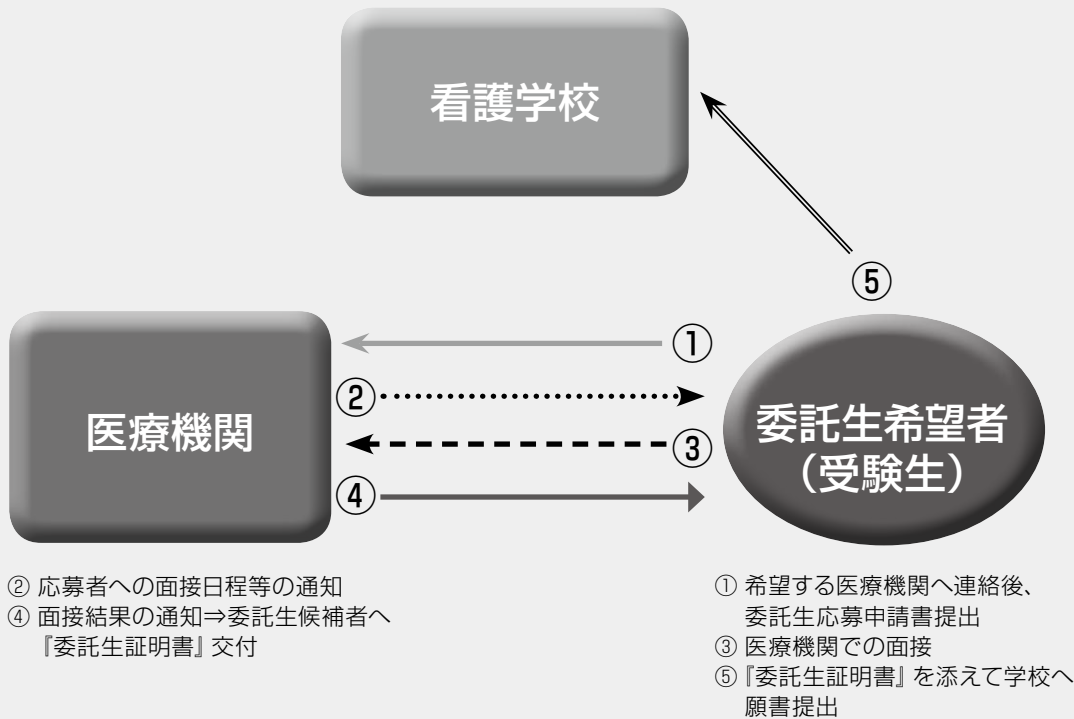 看護学校
⑤
医療機関
①
②
③
④
委託生希望者
（受験生）
② 応募者への面接日程等の通知
④ 面接結果の通知⇒委託生候補者へ
『委託生証明書』交付
① 希望する医療機関へ連絡後、
委託生応募申請書提出
③ 医療機関での面接
⑤『委託生証明書』を添えて学校へ
願書提出